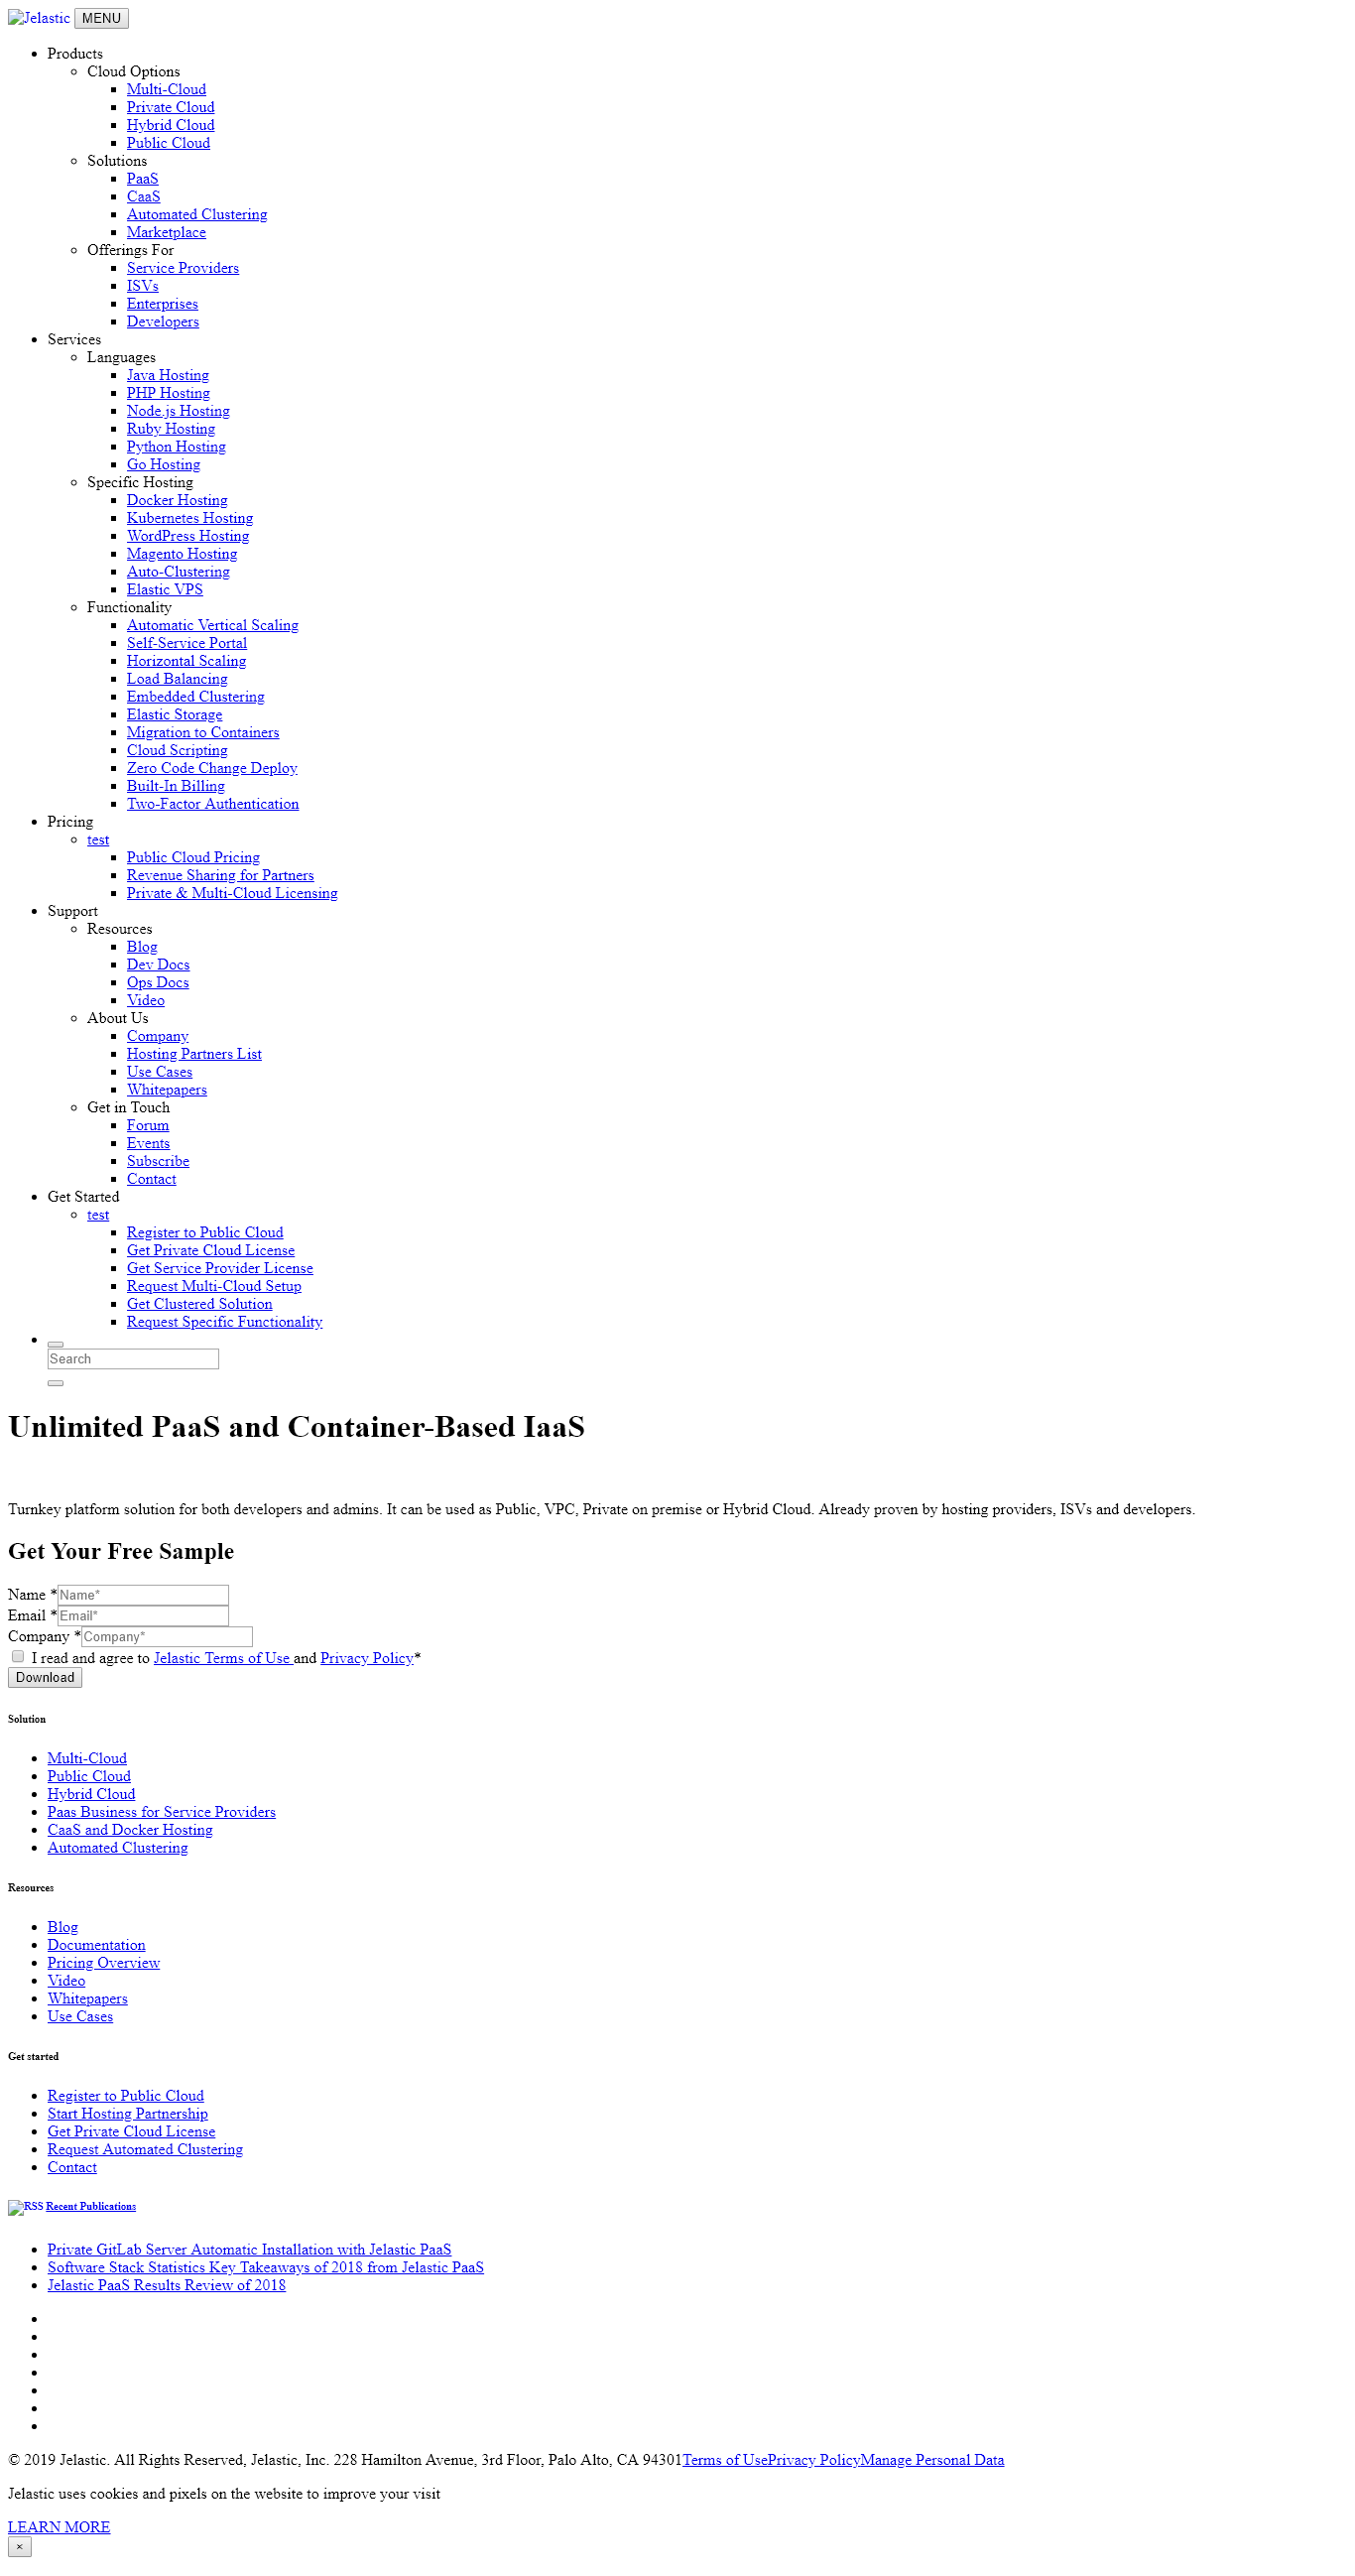 Jelastic MENU
Products
Cloud Options
Multi-Cloud
Private Cloud
Hybrid Cloud
Public Cloud
Solutions
PaaS
CaaS
Automated Clustering
Marketplace
Offerings For
Service Providers
ISVs
Enterprises
Developers
Services
Languages
Java Hosting
PHP Hosting
Node.js Hosting
Ruby Hosting
Python Hosting
Go Hosting
Specific Hosting
Docker Hosting
Kubernetes Hosting
WordPress Hosting
Magento Hosting
Auto-Clustering
Elastic VPS
Functionality
Automatic Vertical Scaling
Self-Service Portal
Horizontal Scaling
Load Balancing
Embedded Clustering
Elastic Storage
Migration to Containers
Cloud Scripting
Zero Code Change Deploy
Built-In Billing
Two-Factor Authentication
Pricing
test
Public Cloud Pricing
Revenue Sharing for Partners
Private & Multi-Cloud Licensing
Support
Resources
Blog
Dev Docs
Ops Docs
Video
About Us
Company
Hosting Partners List
Use Cases
Whitepapers
Get in Touch
Forum
Events
Subscribe
Contact
Get Started
test
Register to Public Cloud
Get Private Cloud License
Get Service Provider License
Request Multi-Cloud Setup
Get Clustered Solution
Request Specific Functionality
Search
Unlimited PaaS and Container-Based IaaS
Turnkey platform solution for both developers and admins. It can be used as Public, VPC, Private on premise or Hybrid Cloud. Already proven by hosting providers, ISVs and developers.
Get Your Free Sample
Name *Name*
Email *Email*
Company *Company*
I read and agree to Jelastic Terms of Use and Privacy Policy*
Download
Solution
Multi-Cloud
Public Cloud
Hybrid Cloud
Paas Business for Service Providers
CaaS and Docker Hosting
Automated Clustering
Resources
Blog
Documentation
Pricing Overview
Video
Whitepapers
Use Cases
Get started
Register to Public Cloud
Start Hosting Partnership
Get Private Cloud License
Request Automated Clustering
Contact
RSS Recent Publications
Private GitLab Server Automatic Installation with Jelastic PaaS
Software Stack Statistics Key Takeaways of 2018 from Jelastic PaaS
Jelastic PaaS Results Review of 2018
© 2019 Jelastic. All Rights Reserved, Jelastic, Inc. 228 Hamilton Avenue, 3rd Floor, Palo Alto, CA 94301Terms of UsePrivacy PolicyManage Personal Data
Jelastic uses cookies and pixels on the website to improve your visit
LEARN MORE
×